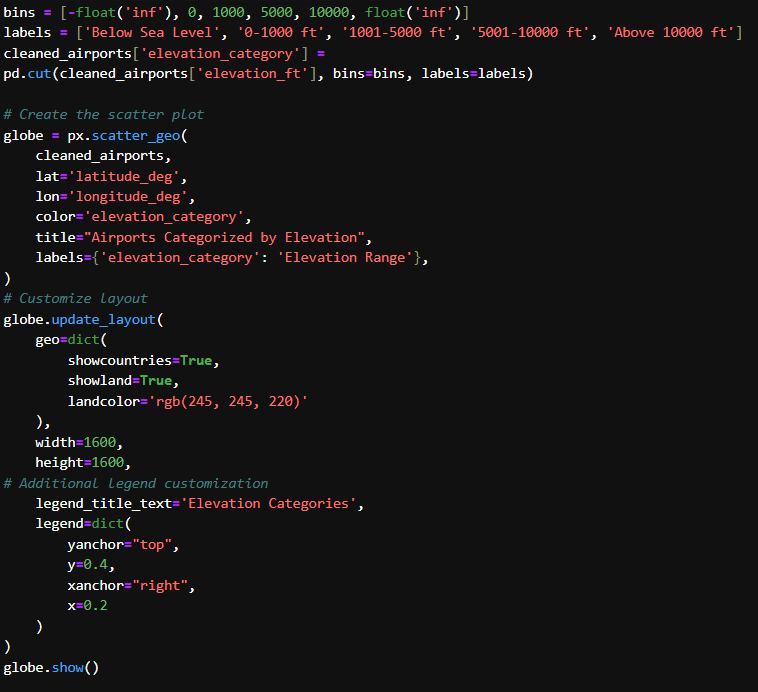 bins = [-float('inf'), 0, 1000, 5000, 10000, float('inf')]
labels = ['Below Sea Level', '0-1000 ft', '1001-5000 ft', '5001-10000 ft', 'Above 10000 ft']
cleaned_airports['elevation_category'] =
pd.cut(cleaned_airports['elevation_ft'], bins=bins, labels=labels)

# Create the scatter plot
globe = px.scatter_geo(
    cleaned_airports,
    lat='latitude_deg',
    lon='longitude_deg',
    color='elevation_category',
    title="Airports Categorized by Elevation",
    labels={'elevation_category': 'Elevation Range'},
)
# Customize layout
globe.update_layout(
    geo=dict(
        showcountries=True,
        showland=True,
        landcolor='rgb(245, 245, 220)'
    ),
    width=1600,
    height=1600,
# Additional legend customization
    legend_title_text='Elevation Categories',
    legend=dict(
        yanchor="top",
        y=0.4,
        xanchor="right",
        x=0.2
    )
)
globe.show()